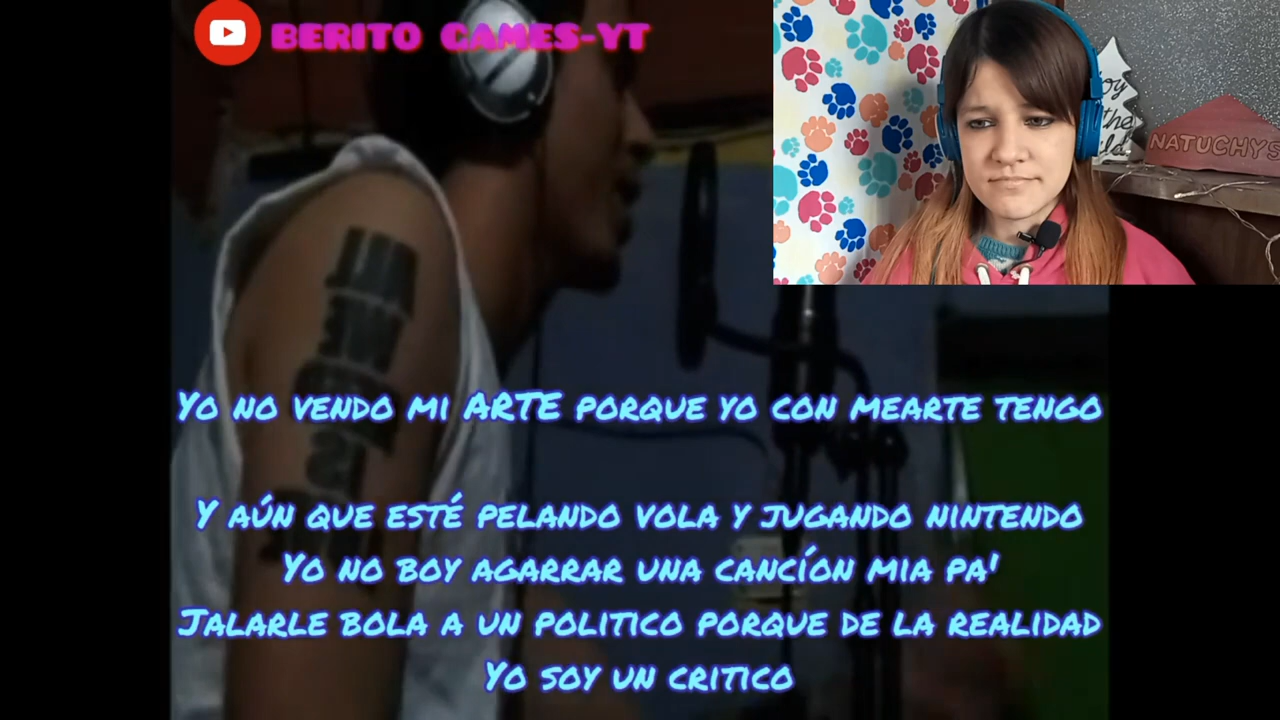 BERITO GAMES-YT
NATUCHYS
Yo no vendo mi ARTE porque yo con mearte tengo
Y aún que esté pelando vola y jugando nintendo
Yo no boy agarrar una cancíon mia pa'
Jalarle bola a un politico porque de la realidad
Yo soy un critico